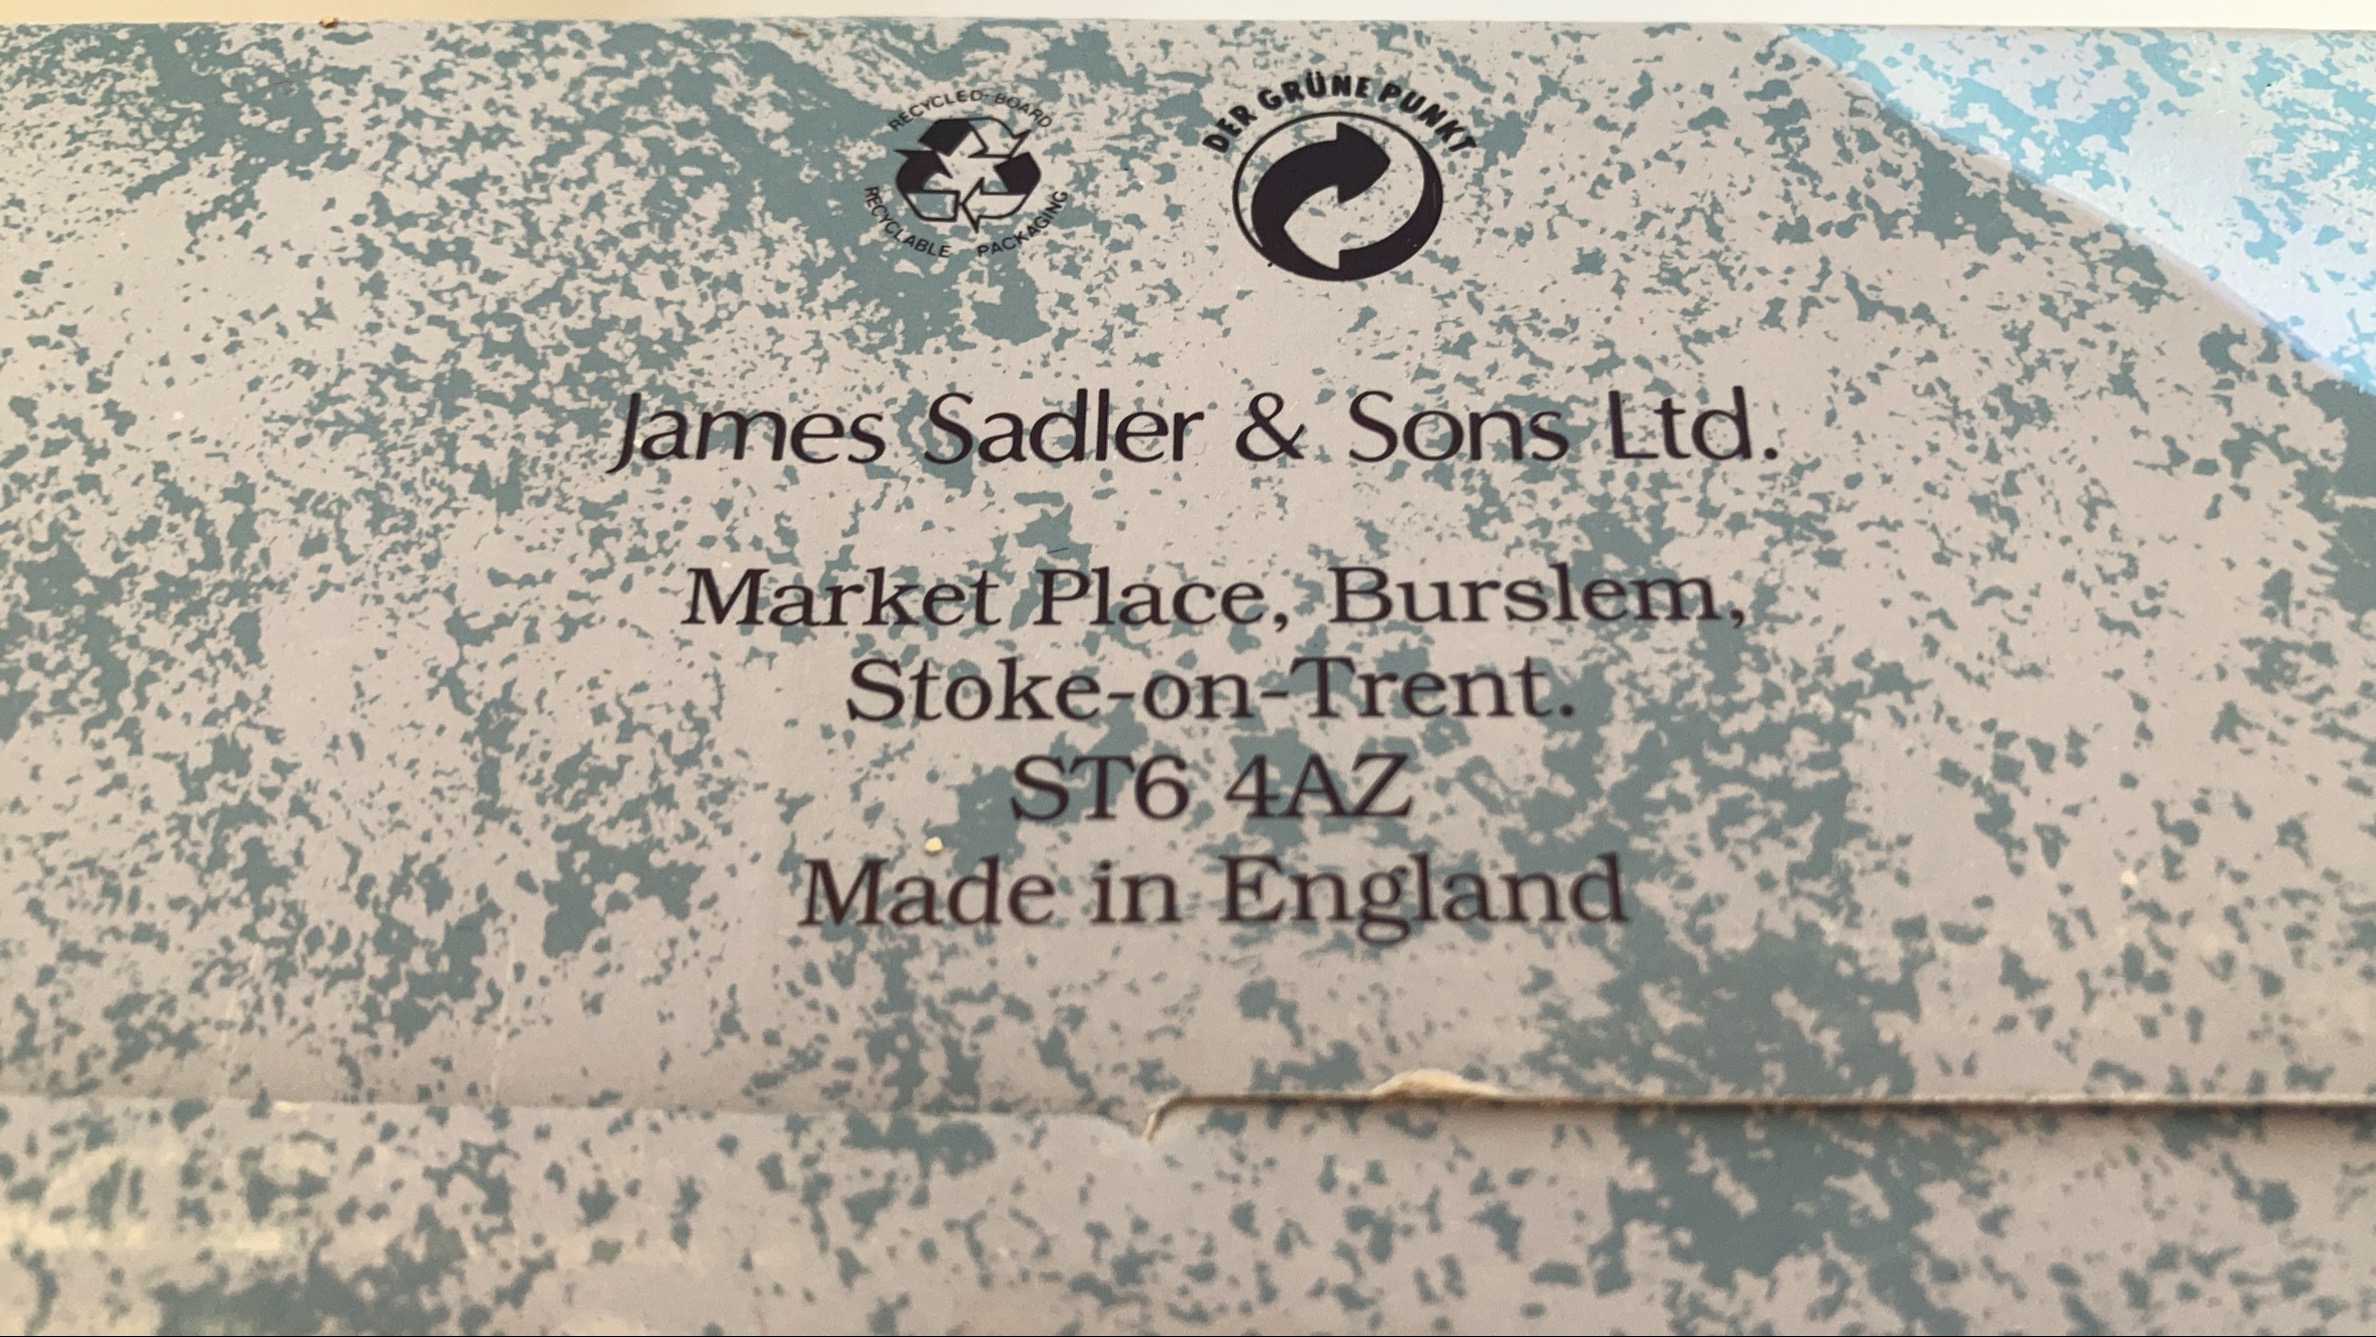 RECYCLED-BOARD
RECYCLABLE PACKAGING
DER GRÜNE PUNKT
James Sadler & Sons Ltd.
Market Place, Burslem,
Stoke-on-Trent.
ST6 4AZ
Made in England